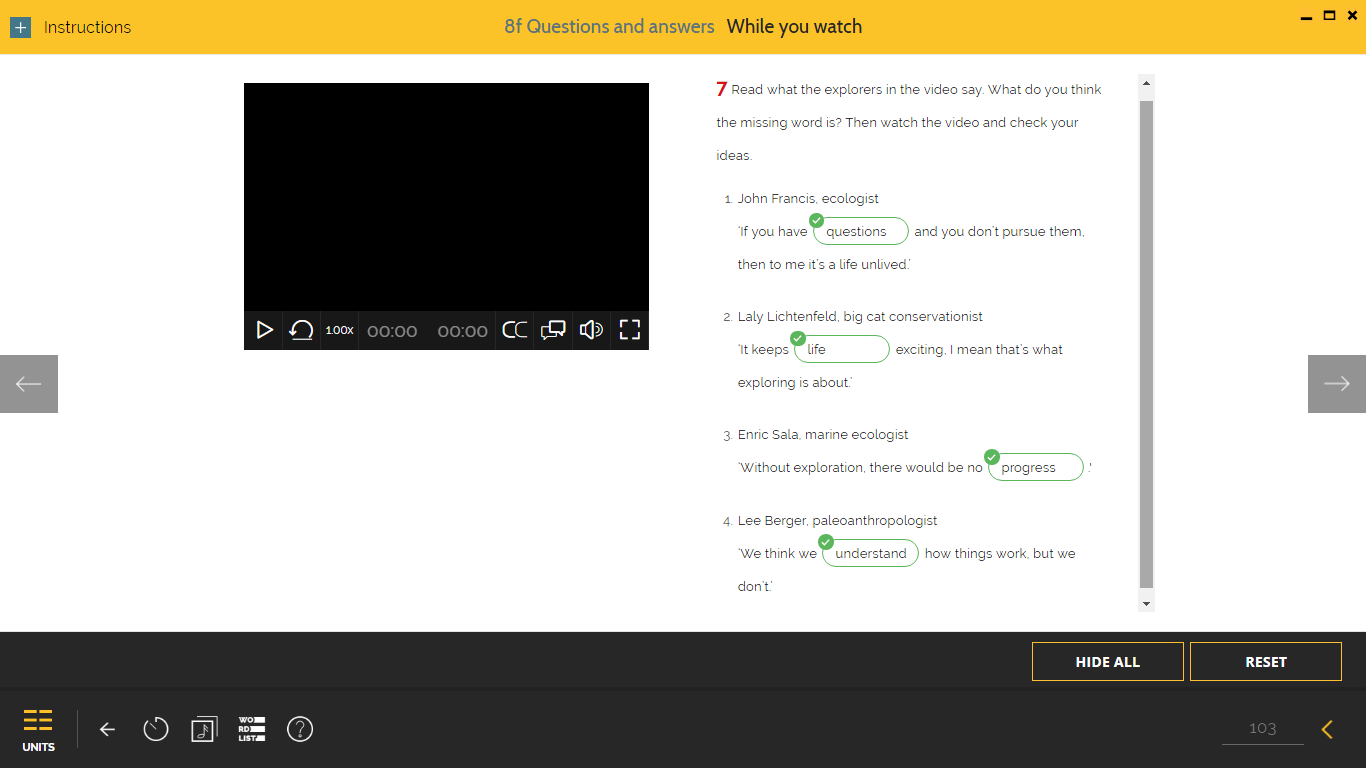 Instructions
8f Questions and answers While you watch
7 Read what the explorers in the video say. What do you think
the missing word is? Then watch the video and check your
ideas.
1. John Francis, ecologist
'If you have questions and you don't pursue them,
then to me it's a life unlived.'
2. Laly Lichtenfeld, big cat conservationist
'It keeps life exciting, I mean that's what
exploring is about.'
3. Enric Sala, marine ecologist
'Without exploration, there would be no progress .'
4. Lee Berger, paleoanthropologist
'We think we understand how things work, but we
don't.'
1.00x 00:00 00:00 CC
HIDE ALL RESET
UNITS
WO
RD
LIST
?
103